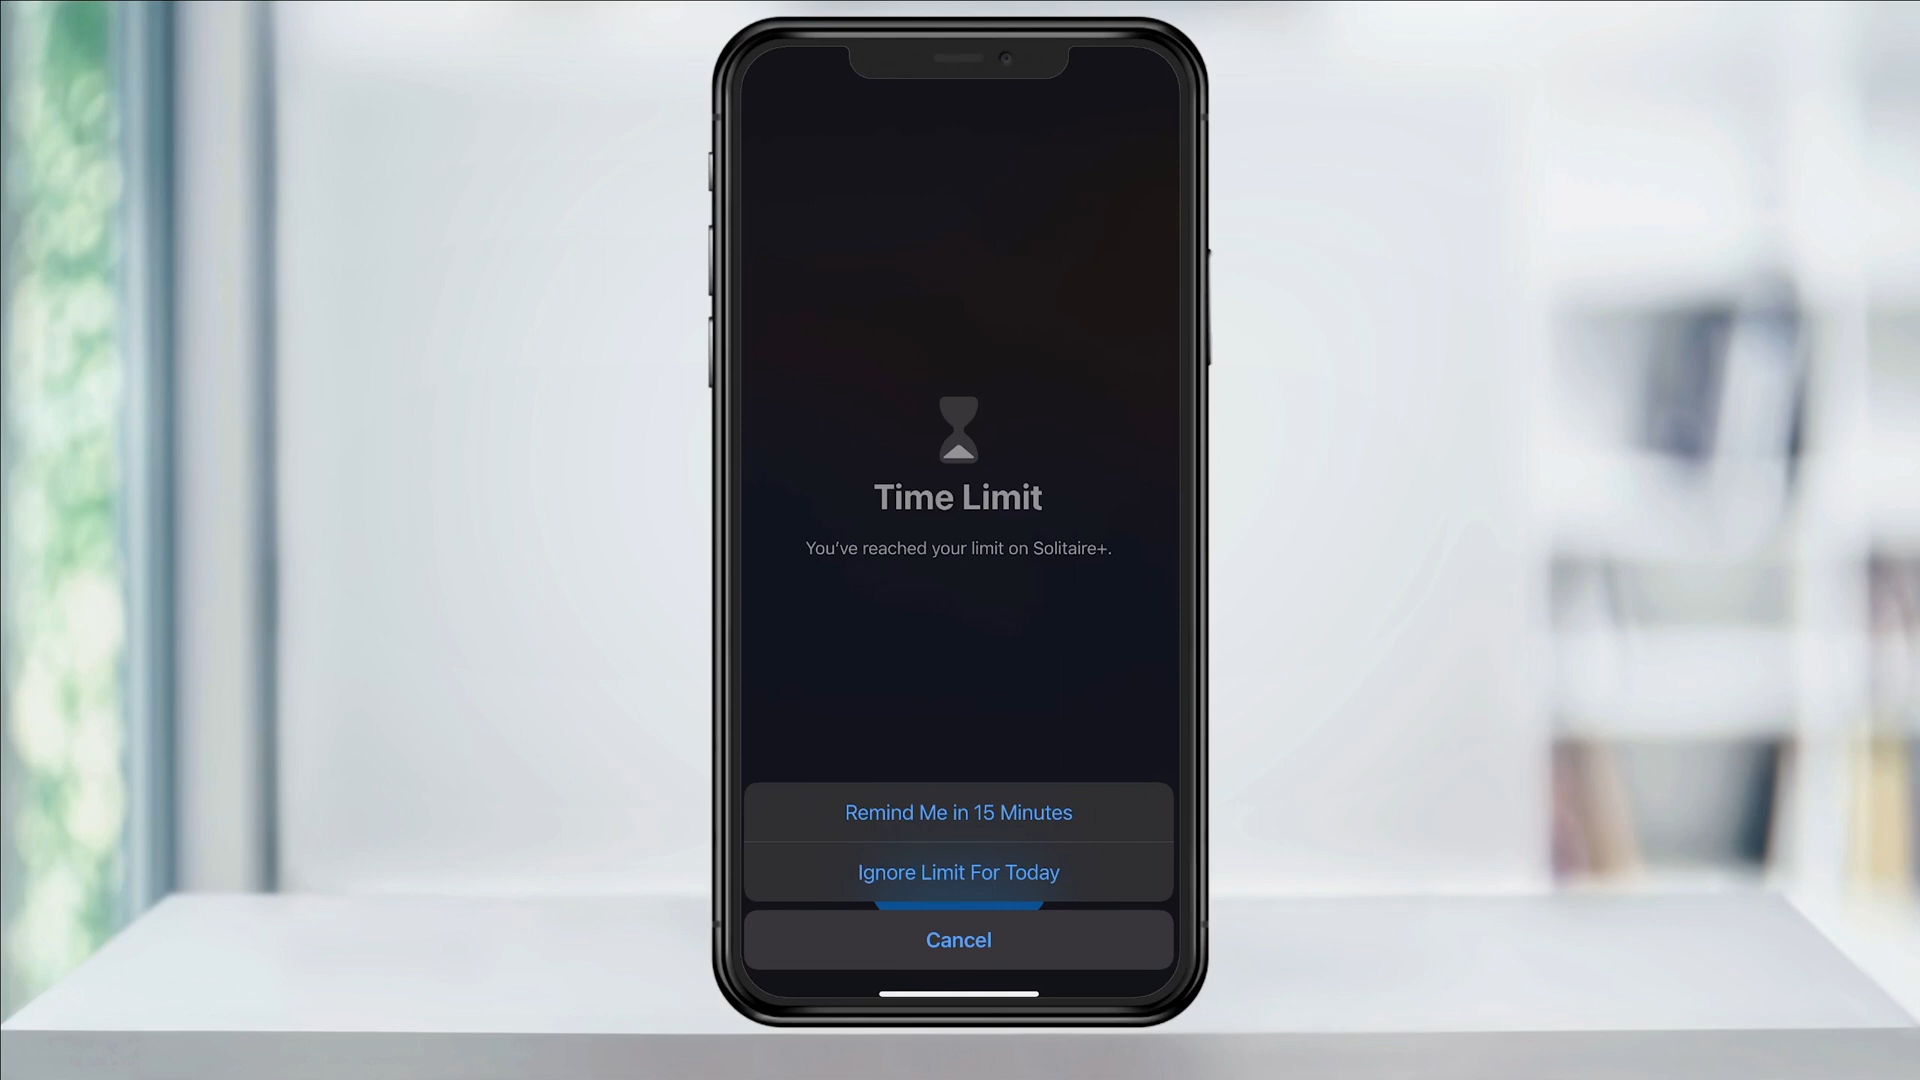 Time Limit
You’ve reached your limit on Solitaire+.
Remind Me in 15 Minutes
Ignore Limit For Today
Cancel